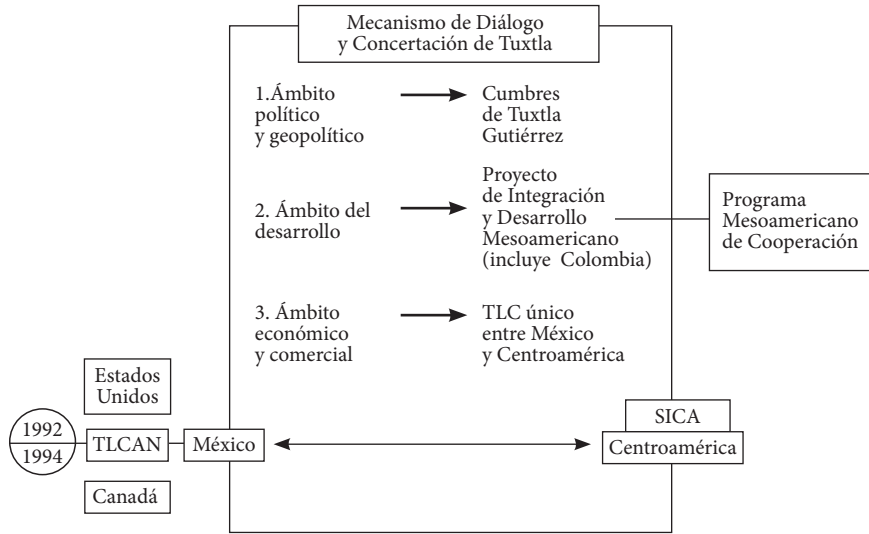 Mecanismo de Diálogo
y Concertación de Tuxtla
1.Ámbito
político
y geopolítico
Cumbres
de Tuxtla
Gutiérrez
2. Ámbito del
desarrollo
Proyecto
de Integración
y Desarrollo
Mesoamericano
(incluye Colombia)
Programa
Mesoamericano
de Cooperación
3. Ámbito
económico
y comercial
TLC único
entre México
y Centroamérica
Estados
Unidos
1992
1994
TLCAN
México
SICA
Centroamérica
Canadá